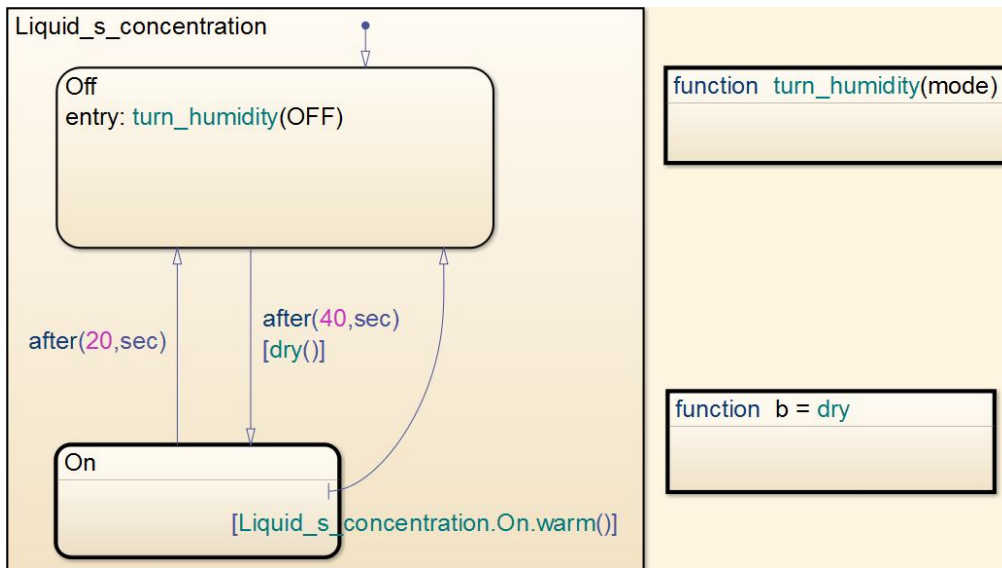 Liquid_s_concentration
Off
entry: turn_humidity(OFF)
function turn_humidity(mode)
after(20,sec)
after(40,sec)
[dry()]
function b = dry
On
[Liquid_s_concentration.On.warm()]